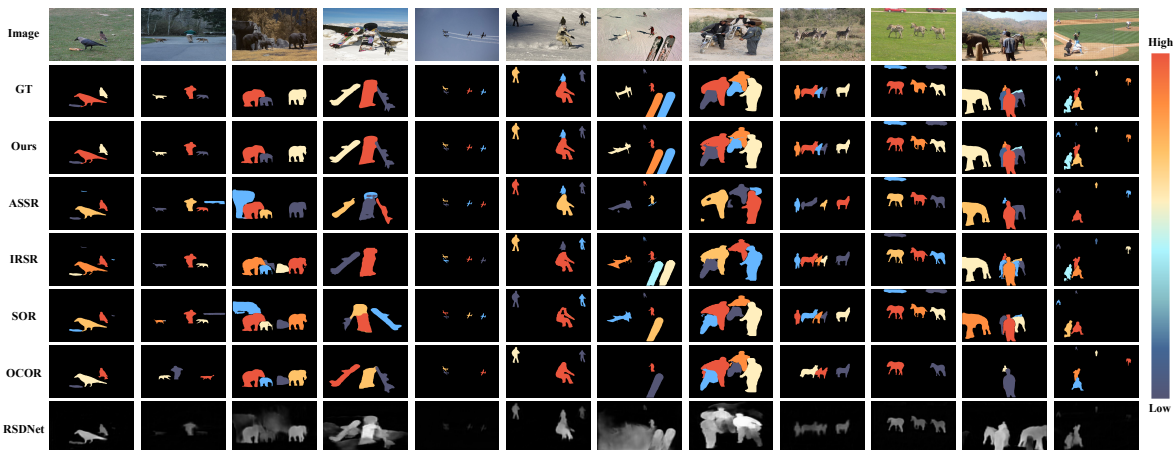 Image
High
GT
Ours
ASSR
IRSR
SOR
OCOR
Low
RSDNet